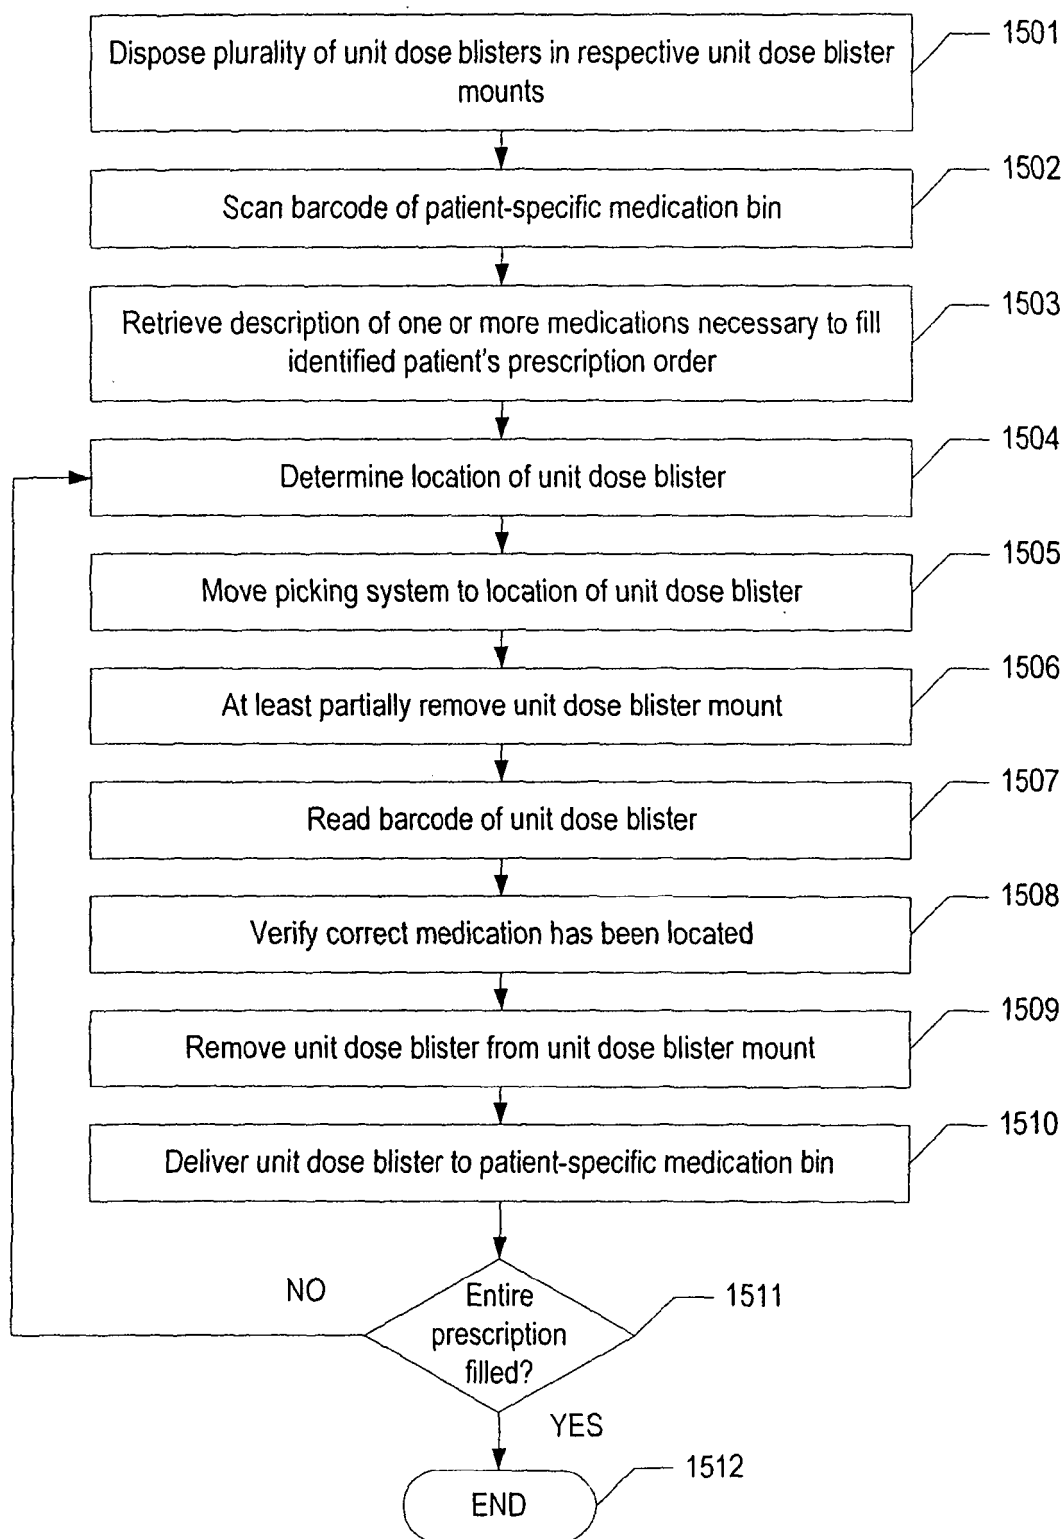 1501
Dispose plurality of unit dose blisters in respective unit dose blister
mounts
1502
Scan barcode of patient-specific medication bin
1503
Retrieve description of one or more medications necessary to fill
identified patient's prescription order
1504
Determine location of unit dose blister
1505
Move picking system to location of unit dose blister
1506
At least partially remove unit dose blister mount
1507
Read barcode of unit dose blister
1508
Verify correct medication has been located
1509
Remove unit dose blister from unit dose blister mount
1510
Deliver unit dose blister to patient-specific medication bin
NO
Entire
prescription
filled?
1511
YES
1512
END